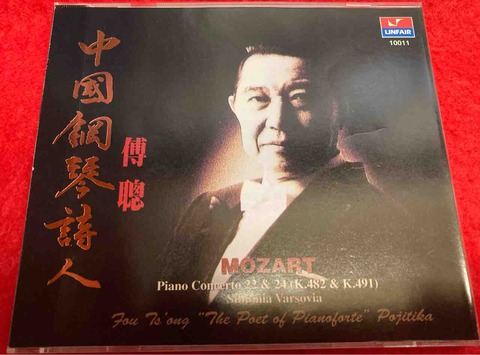 中國鋼琴詩人
傅聰
LINFAIR
10011
MOZART
Piano Concerto 22 & 24 (K.482 & K.491)
Sinfonia Varsovia
Fou Ts'ong "The Poet of Pianoforte" Pojitika